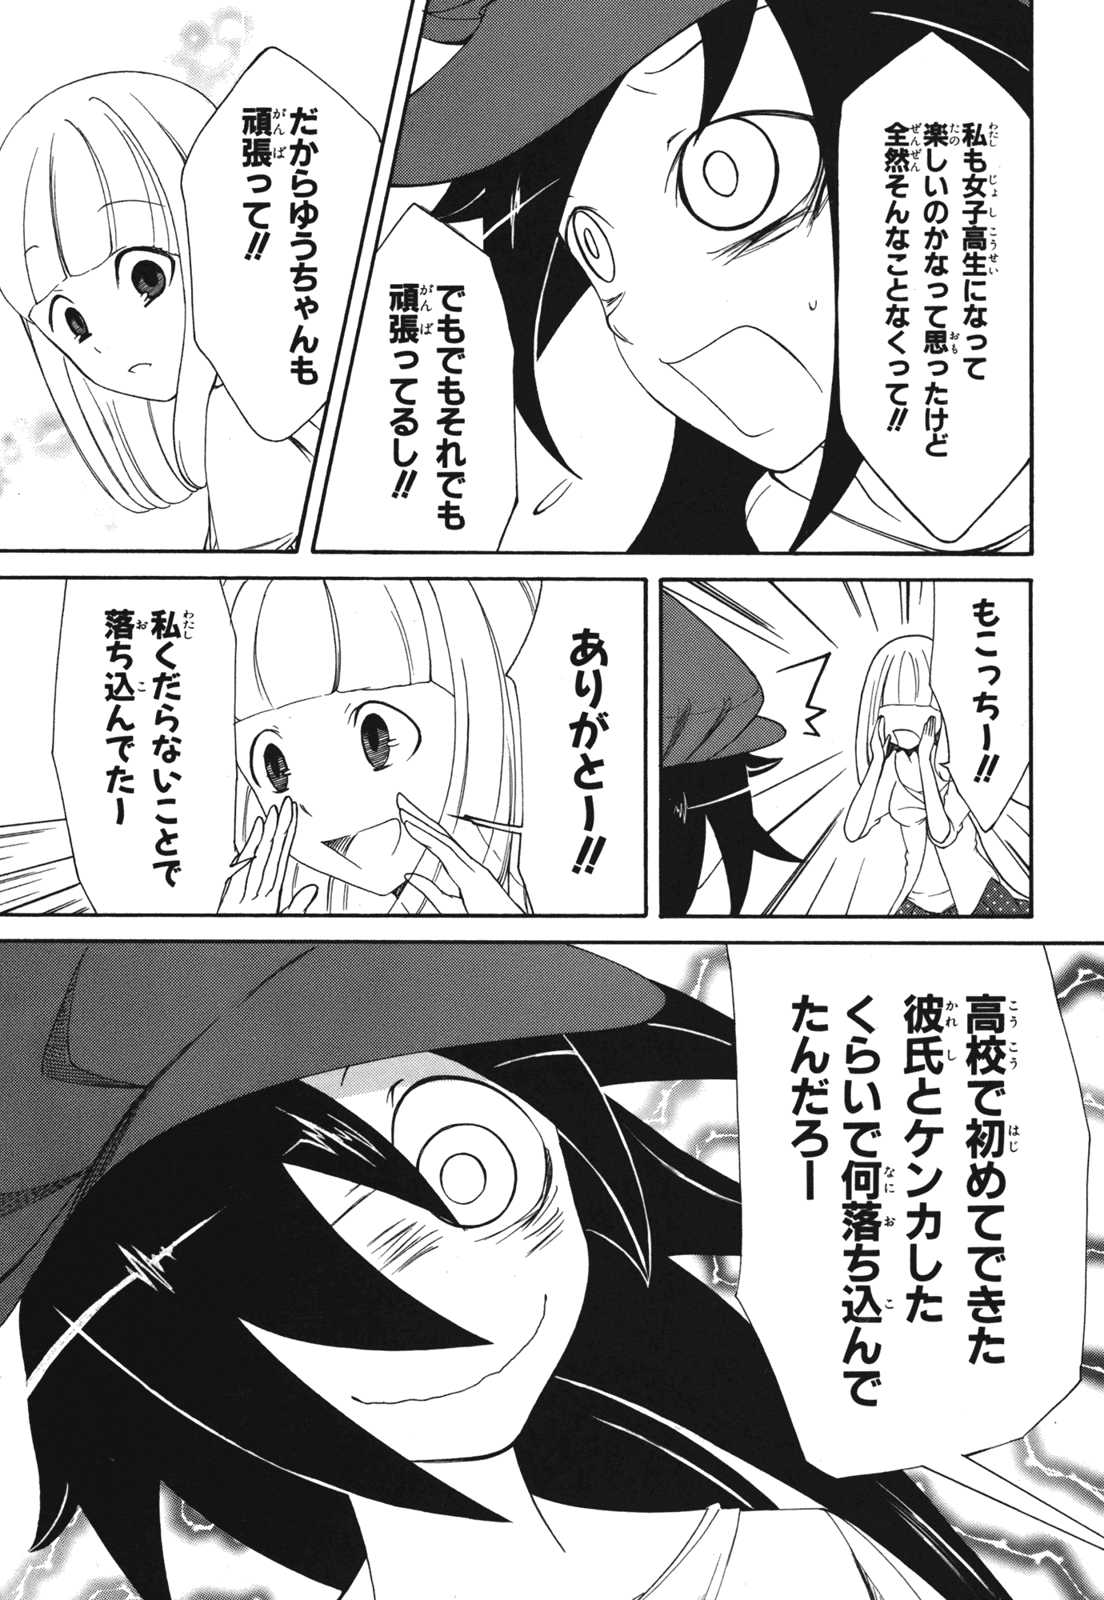 私も女子高生になって
楽しいのかなって思ったけど
全然そんなことなくって!!
でもでもそれでも
頑張ってるし!!
だからゆうちゃんも
頑張って!!
もこっちー!!
ありがとー!!
私くだらないことで
落ち込んでたー
高校で初めてできた
彼氏とケンカした
くらいで何落ち込んで
たんだろー